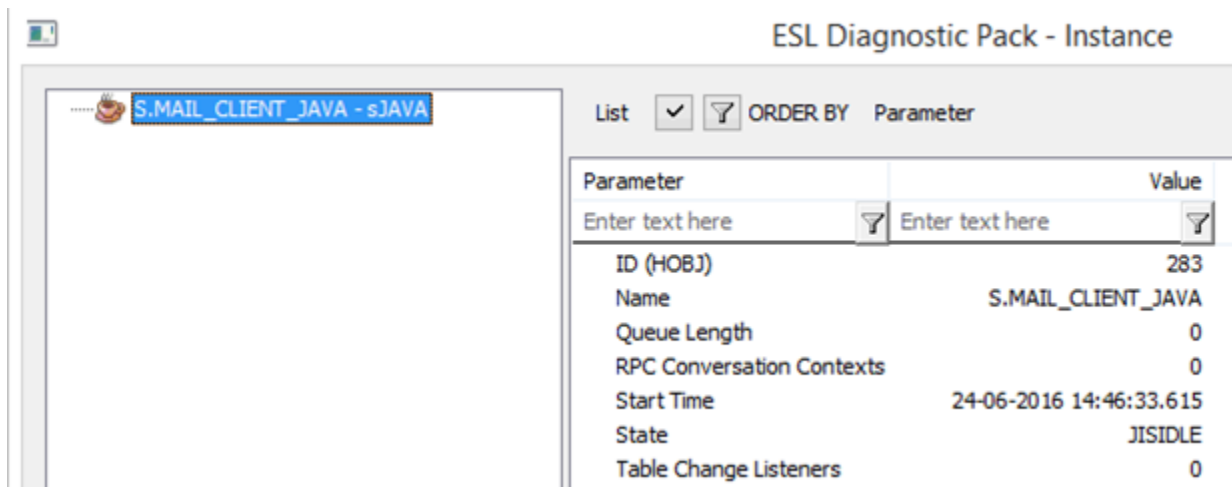 ESL Diagnostic Pack - Instance
S.MAIL_CLIENT_JAVA - sJAVA
List ORDER BY Parameter
Parameter Value
Enter text here Enter text here
ID (HOBJ) 283
Name S.MAIL_CLIENT_JAVA
Queue Length 0
RPC Conversation Contexts 0
Start Time 24-06-2016 14:46:33.615
State JISIDLE
Table Change Listeners 0